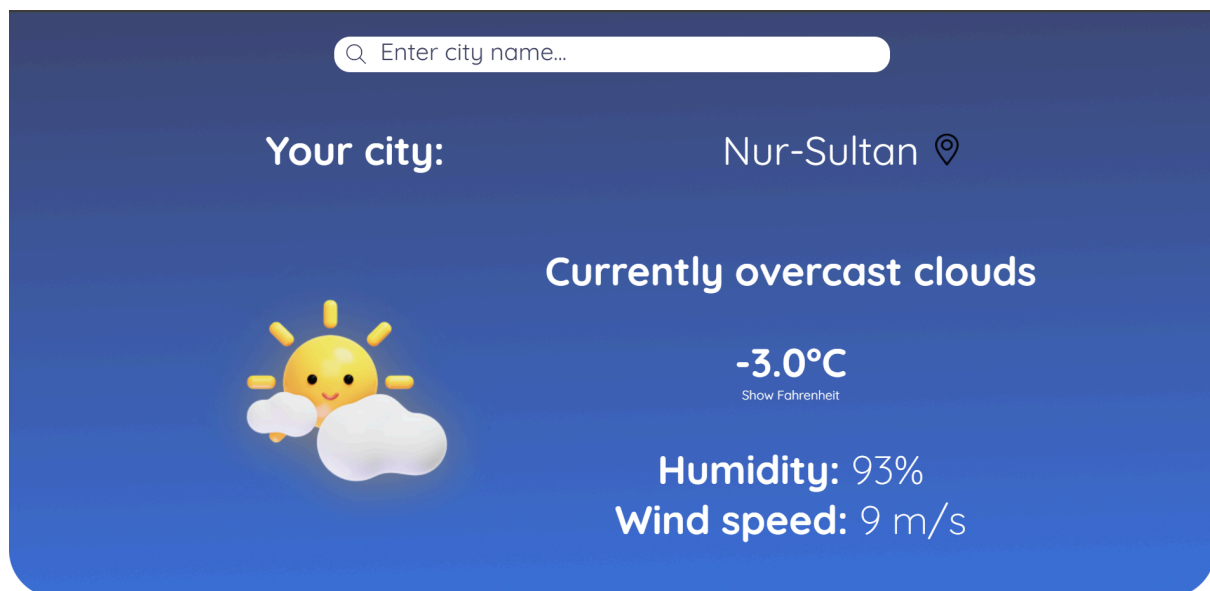 Enter city name...
Your city:
Nur-Sultan
Currently overcast clouds
-3.0°C
Show Fahrenheit
Humidity: 93%
Wind speed: 9 m/s